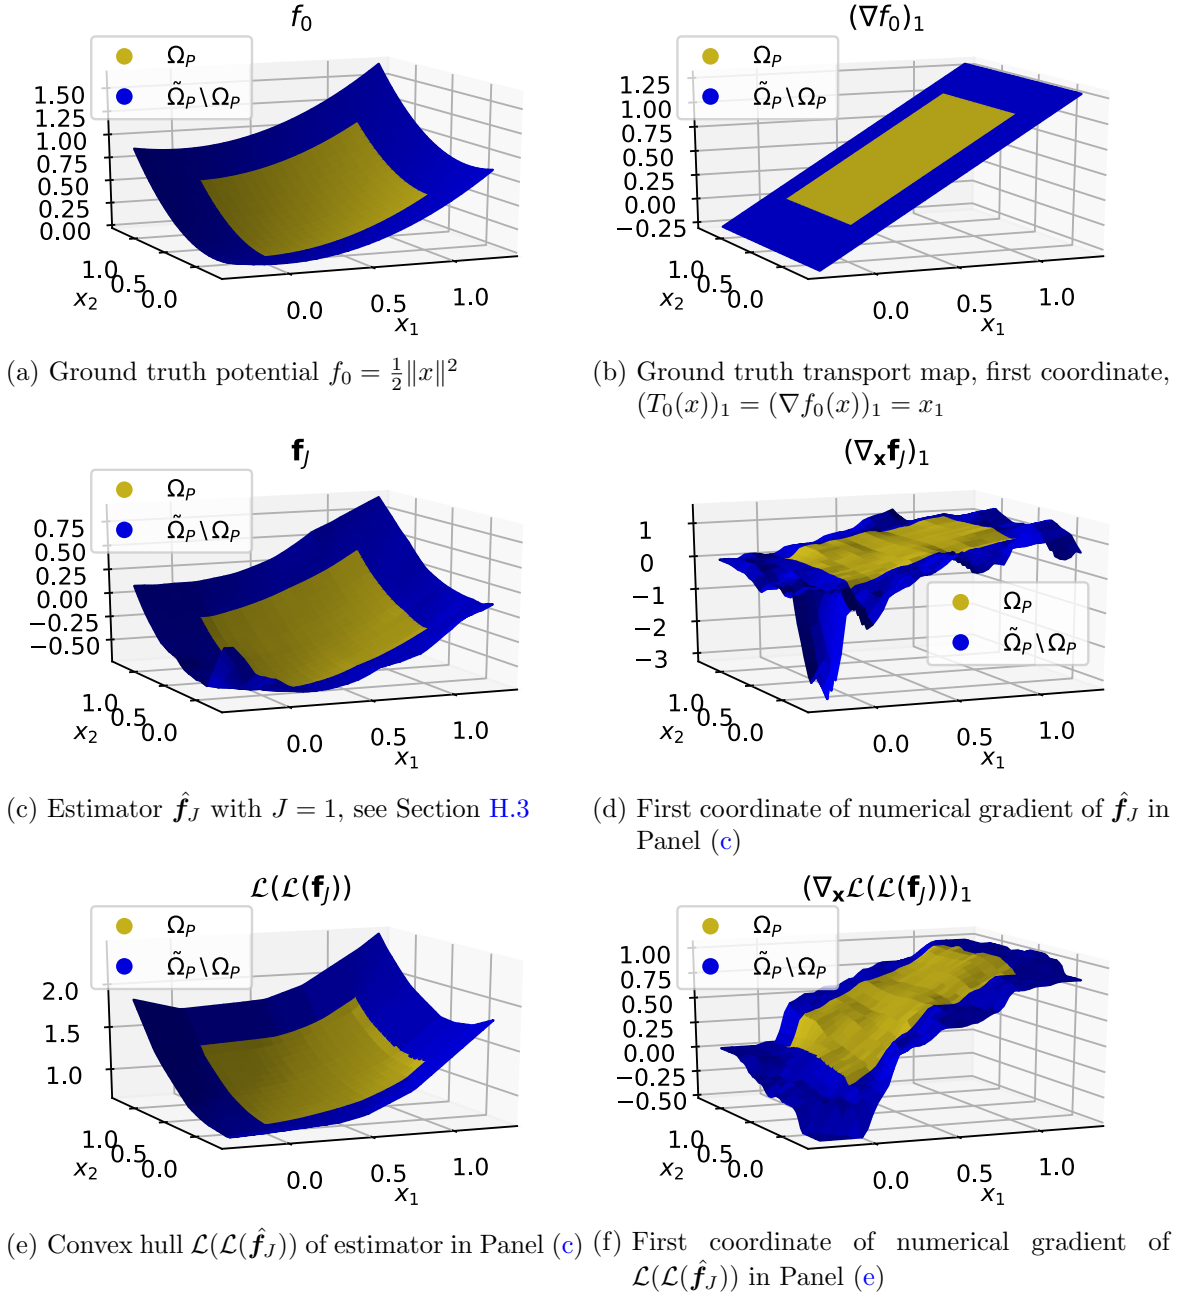 f₀
Ω_P
Ω̃_P\Ω_P
1.50
1.25
1.00
0.75
0.50
0.25
0.00
1.0
0.5
0.0
x₂
0.0
0.5
1.0
x₁
(a) Ground truth potential f₀ = ½‖x‖²
(∇f₀)₁
Ω_P
Ω̃_P\Ω_P
1.25
1.00
0.75
0.50
0.25
0.00
−0.25
1.0
0.5
0.0
x₂
0.0
0.5
1.0
x₁
(b) Ground truth transport map, first coordinate,
(T₀(x))₁ = (∇f₀(x))₁ = x₁
f_J
Ω_P
Ω̃_P\Ω_P
0.75
0.50
0.25
0.00
−0.25
−0.50
1.0
0.5
0.0
x₂
0.0
0.5
1.0
x₁
(c) Estimator f̂_J with J = 1, see Section H.3
(∇ₓf_J)₁
1
0
−1
−2
−3
Ω_P
Ω̃_P\Ω_P
1.0
0.5
0.0
x₂
0.0
0.5
1.0
x₁
(d) First coordinate of numerical gradient of f̂_J in
Panel (c)
ℒ(ℒ(f_J))
Ω_P
Ω̃_P\Ω_P
2.0
1.5
1.0
1.0
0.5
0.0
x₂
0.0
0.5
1.0
x₁
(e) Convex hull ℒ(ℒ(f̂_J)) of estimator in Panel (c)
(∇ₓℒ(ℒ(f_J)))₁
Ω_P
Ω̃_P\Ω_P
1.00
0.75
0.50
0.25
0.00
−0.25
−0.50
1.0
0.5
0.0
x₂
0.0
0.5
1.0
x₁
(f) First coordinate of numerical gradient of
ℒ(ℒ(f̂_J)) in Panel (e)